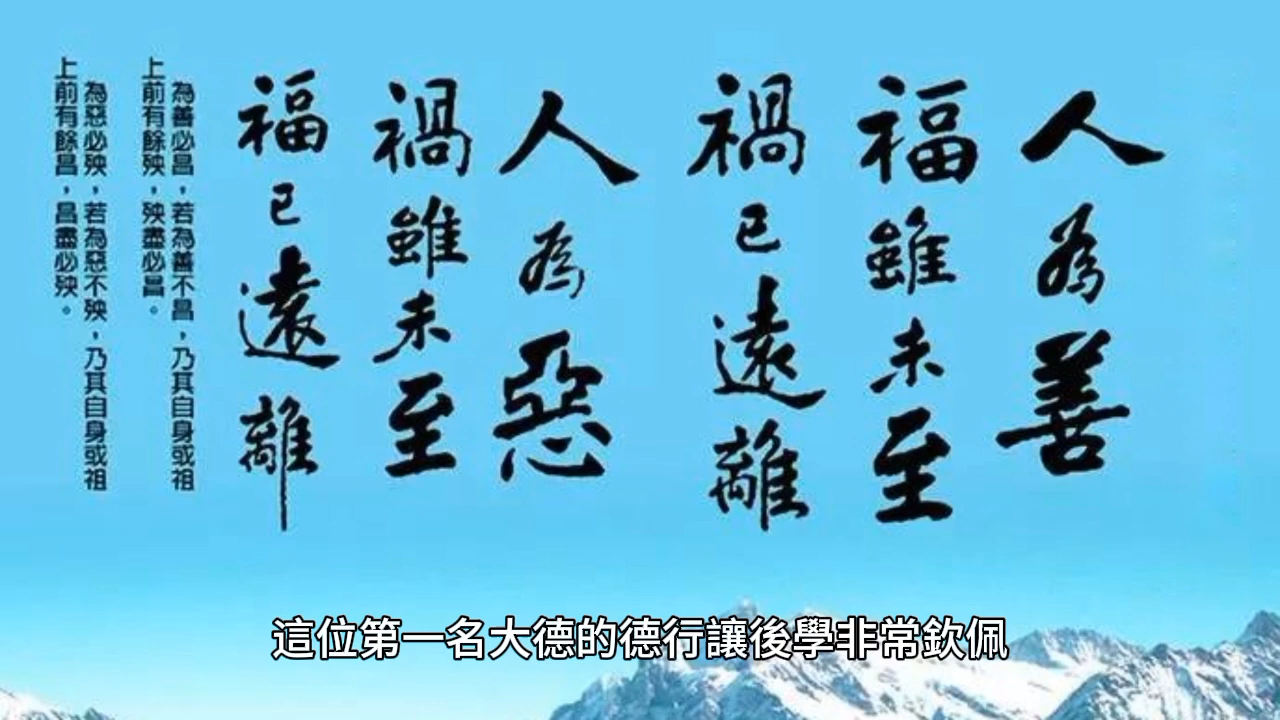 人為善
福雖未至
禍已遠離
人為惡
禍雖未至
福已遠離
為善必昌，若為善不昌，乃其自身或祖
上前有餘殃，殃盡必昌。
為惡必殃，若為惡不殃，乃其自身或祖
上前有餘昌，昌盡必殃。
這位第一名大德的德行讓後學非常欽佩